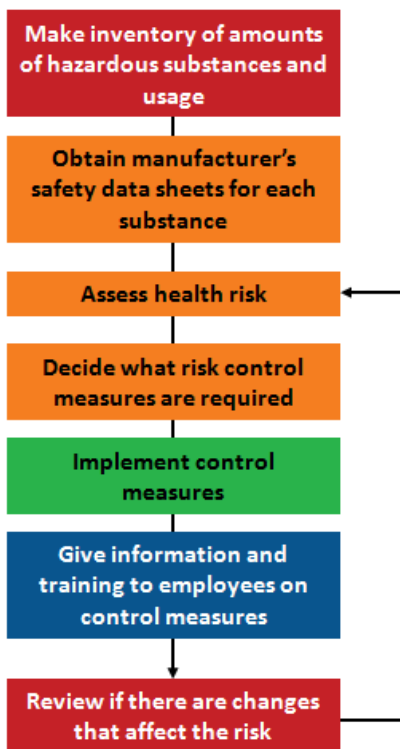 Make inventory of amounts
of hazardous substances and
usage
Obtain manufacturer's
safety data sheets for each
substance
Assess health risk
Decide what risk control
measures are required
Implement control
measures
Give information and
training to employees on
control measures
Review if there are changes
that affect the risk